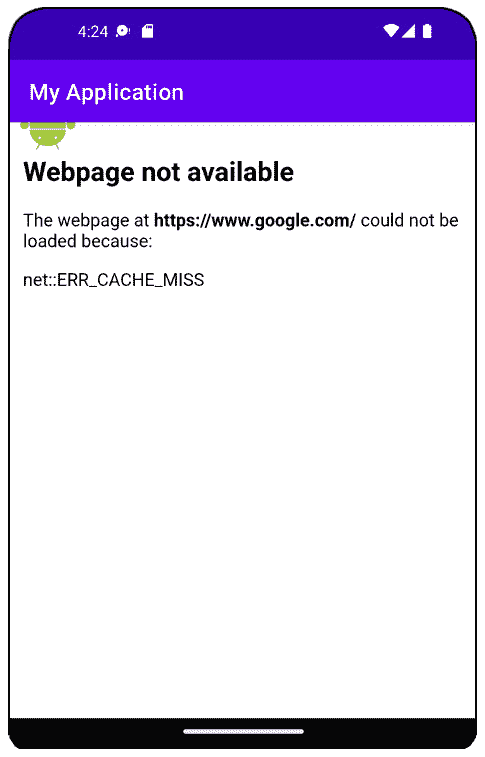 4:24
My Application
Webpage not available
The webpage at https://www.google.com/ could not be
loaded because:
net::ERR_CACHE_MISS